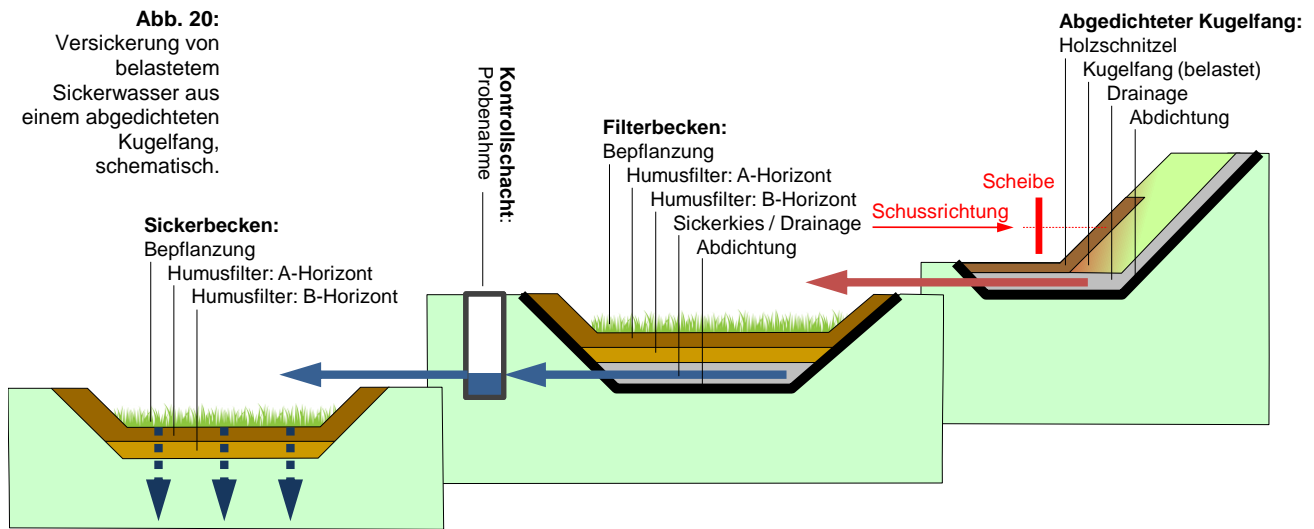 Abb. 20:
Versickerung von
belastetem
Sickerwasser aus
einem abgedichteten
Kugelfang,
schematisch.
Sickerbecken:
Bepflanzung
Humusfilter: A-Horizont
Humusfilter: B-Horizont
Kontrollschacht:
Probenahme
Filterbecken:
Bepflanzung
Humusfilter: A-Horizont
Humusfilter: B-Horizont
Sickerkies / Drainage
Abdichtung
Schussrichtung
Scheibe
Abgedichteter Kugelfang:
Holzschnitzel
Kugelfang (belastet)
Drainage
Abdichtung